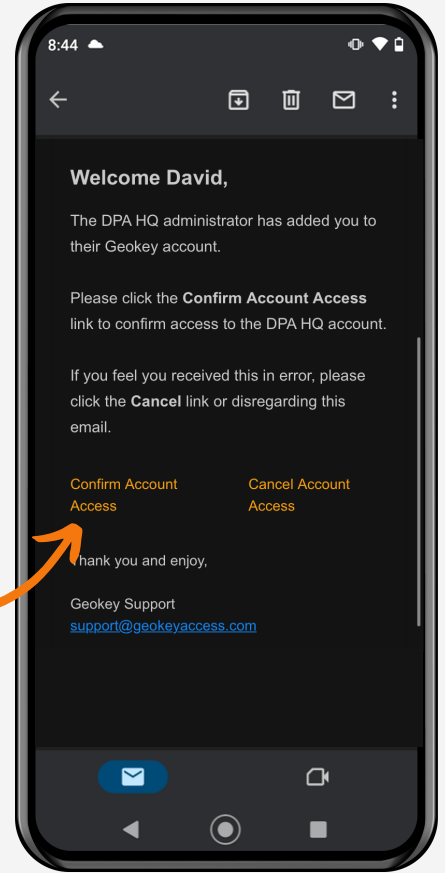 8:44
Welcome David,
The DPA HQ administrator has added you to
their Geokey account.
Please click the Confirm Account Access
link to confirm access to the DPA HQ account.
If you feel you received this in error, please
click the Cancel link or disregarding this
email.
Confirm Account
Access
Cancel Account
Access
Thank you and enjoy,
Geokey Support
support@geokeyaccess.com